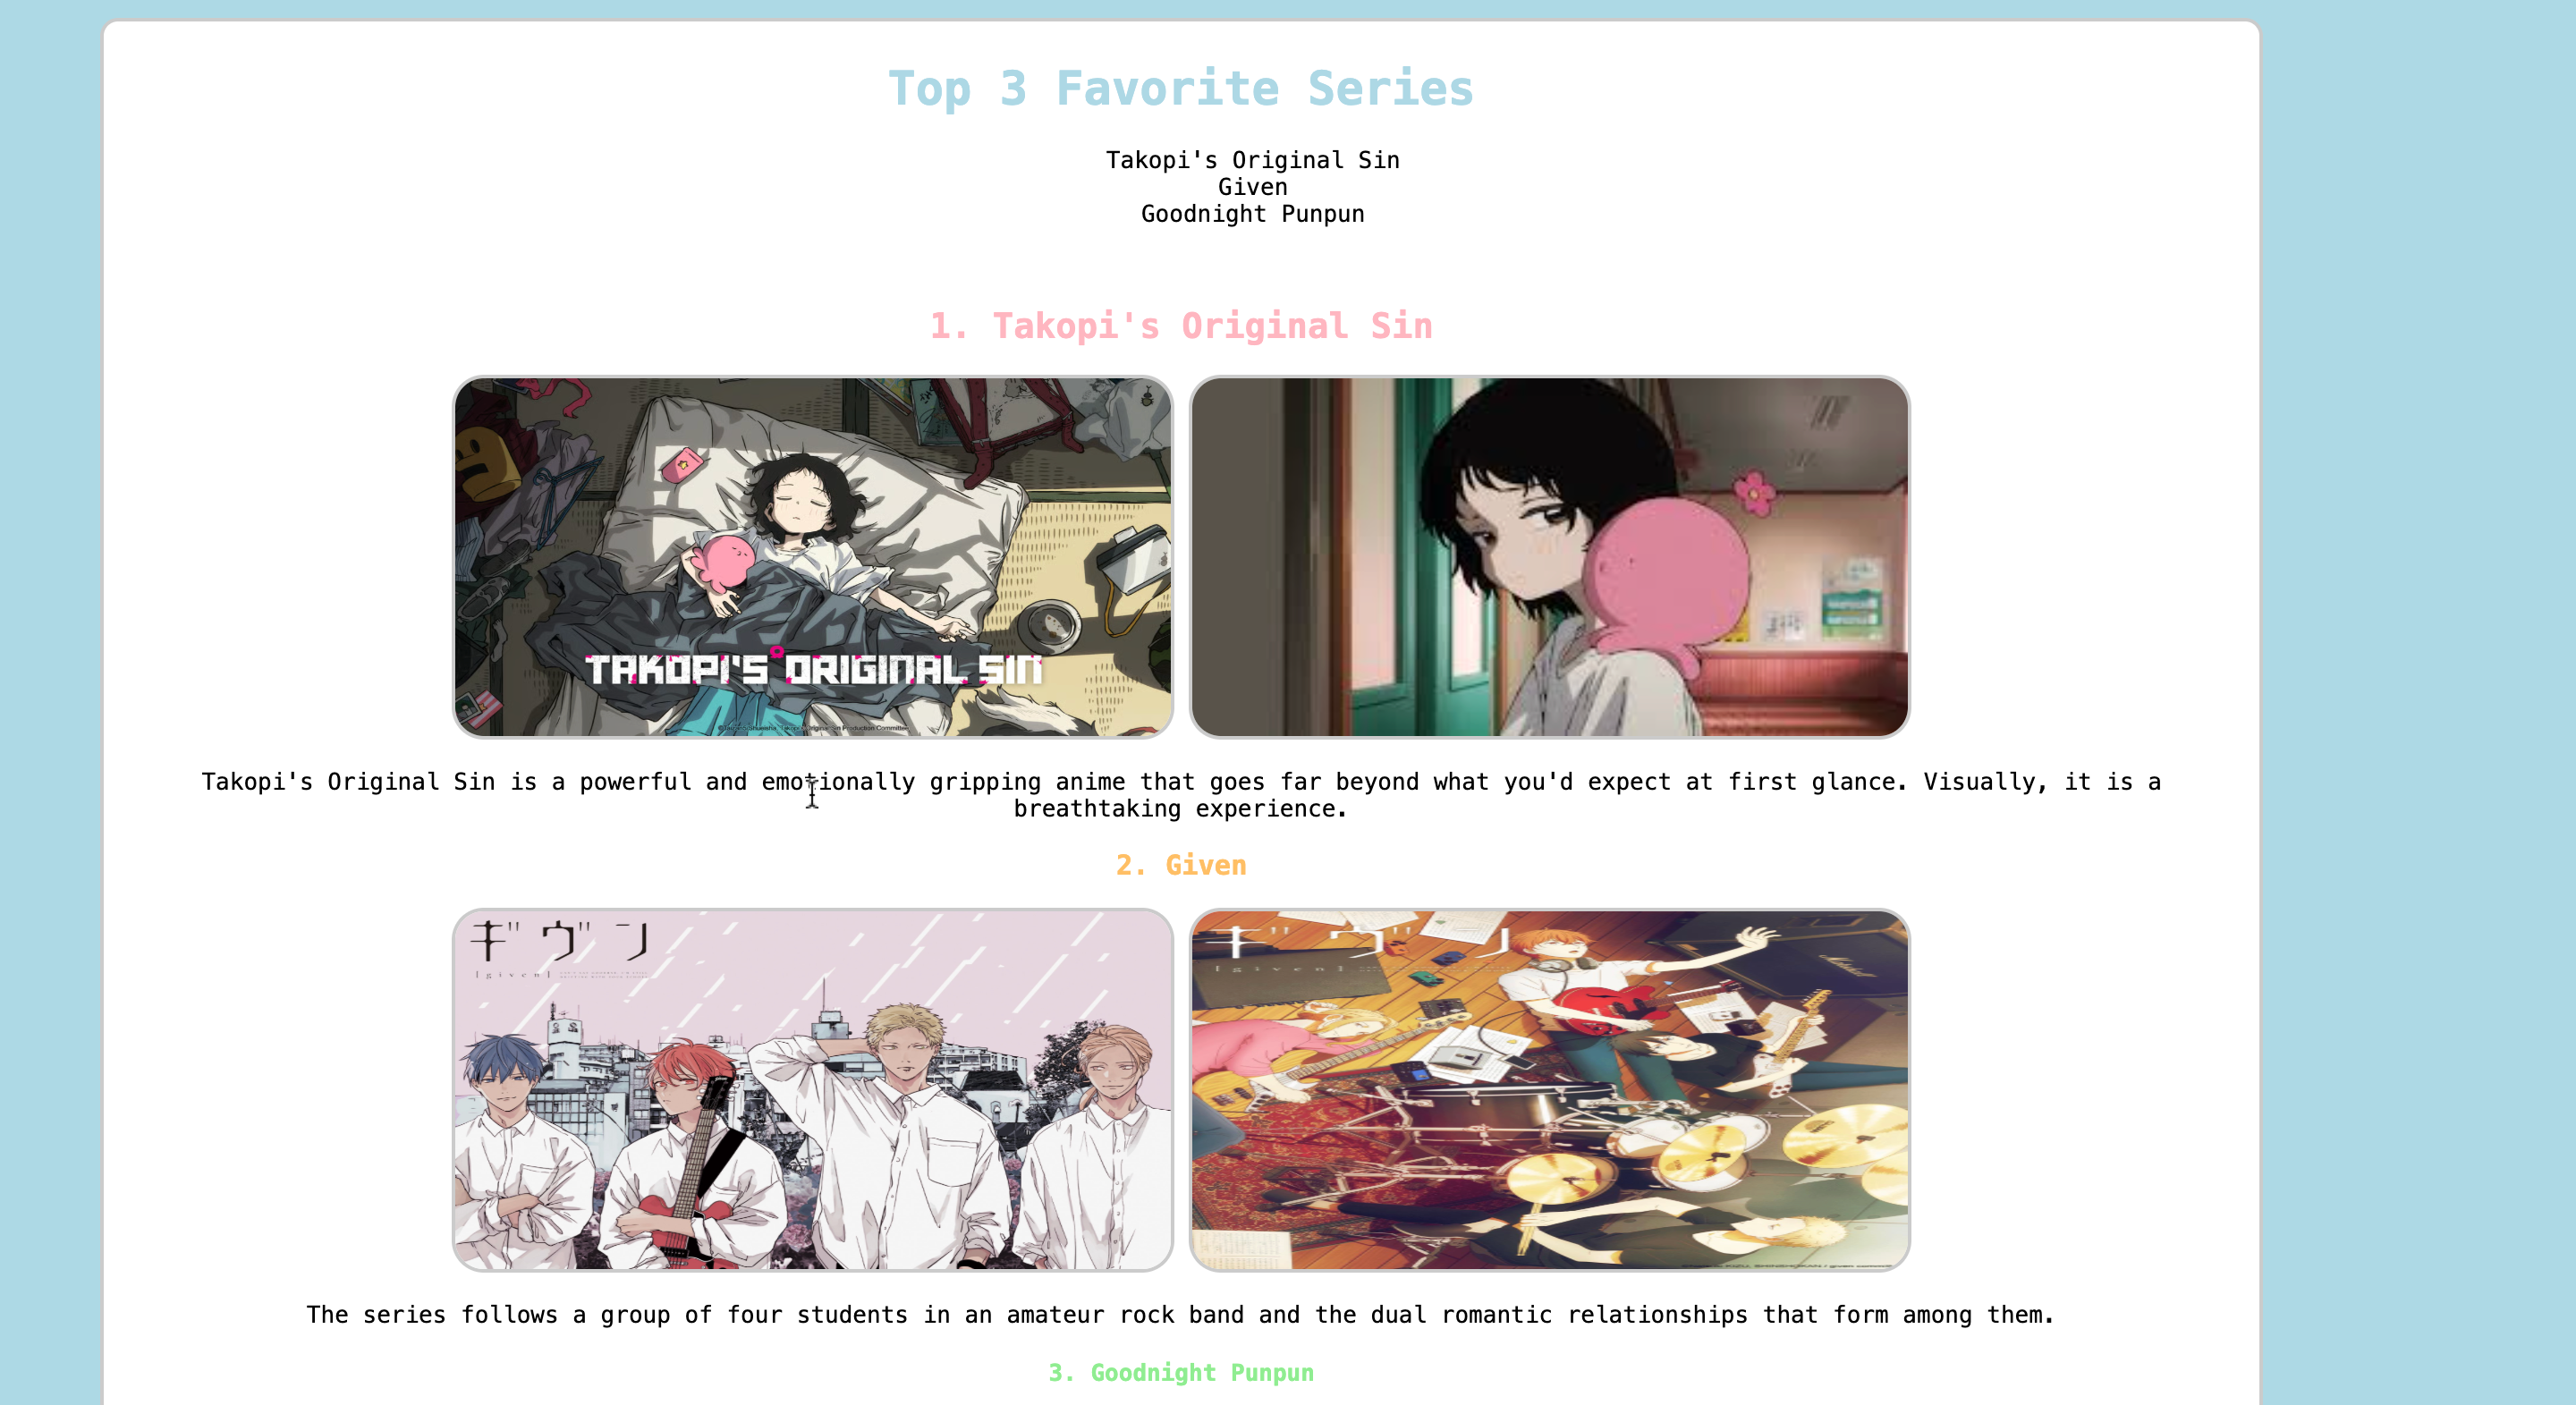 Top 3 Favorite Series
Takopi's Original Sin
Given
Goodnight Punpun
1. Takopi's Original Sin
TAKOPI'S ORIGINAL SIN
Takopi's Original Sin is a powerful and emotionally gripping anime that goes far beyond what you'd expect at first glance. Visually, it is a
breathtaking experience.
2. Given
ギヴン
[given]
ギヴン
[given]
Marshall
The series follows a group of four students in an amateur rock band and the dual romantic relationships that form among them.
3. Goodnight Punpun